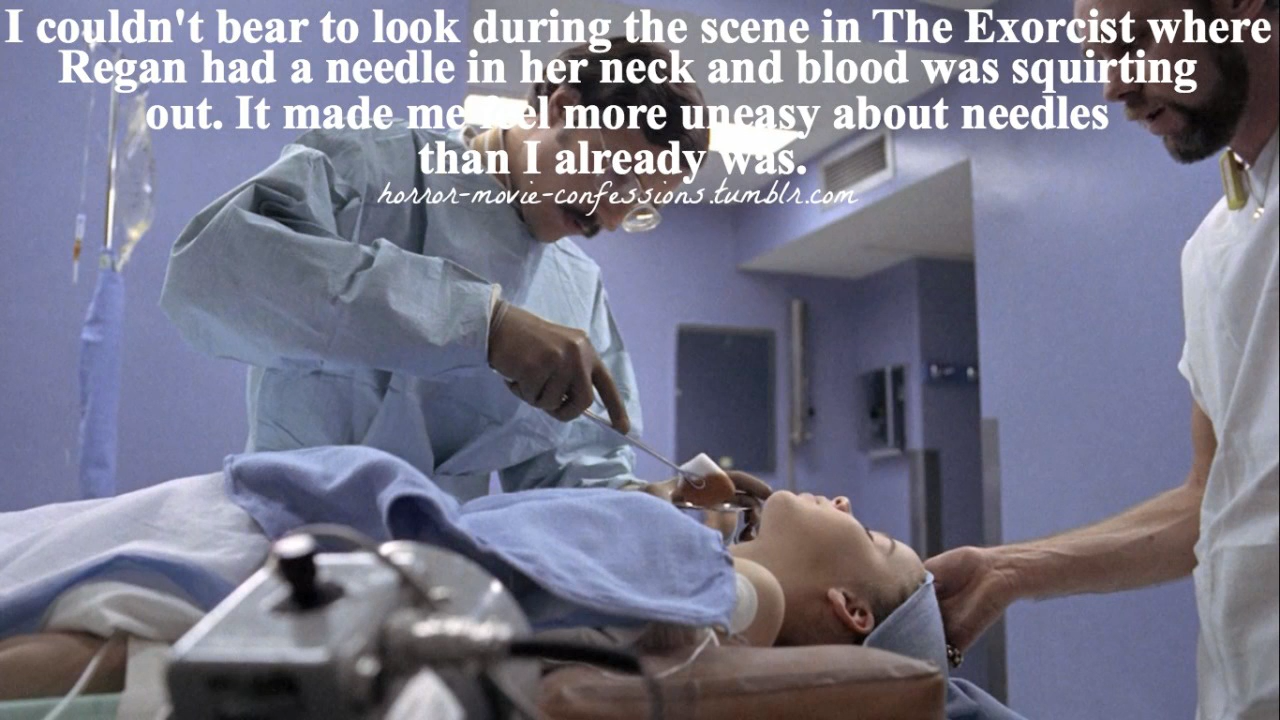 I couldn't bear to look during the scene in The Exorcist where
Regan had a needle in her neck and blood was squirting
out. It made me feel more uneasy about needles
than I already was.
horror-movie-confessions.tumblr.com